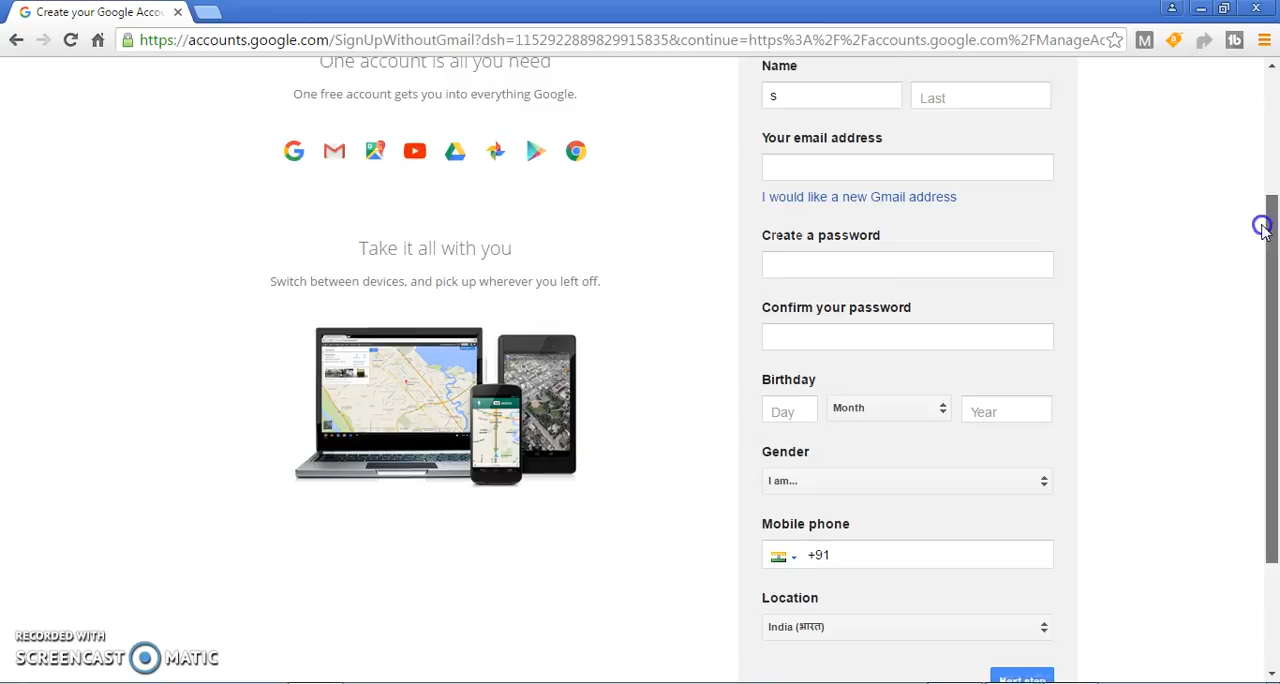 Create your Google Acco
https://accounts.google.com/SignUpWithoutGmail?dsh=1152922889829915835&continue=https%3A%2F%2Faccounts.google.com%2FManageAc
M
tb
One account is all you need
One free account gets you into everything Google.
Take it all with you
Switch between devices, and pick up wherever you left off.
Name
s
Last
Your email address
I would like a new Gmail address
Create a password
Confirm your password
Birthday
Day
Month
Year
Gender
I am...
Mobile phone
+91
Location
India (भारत)
Next step
RECORDED WITH
SCREENCAST MATIC